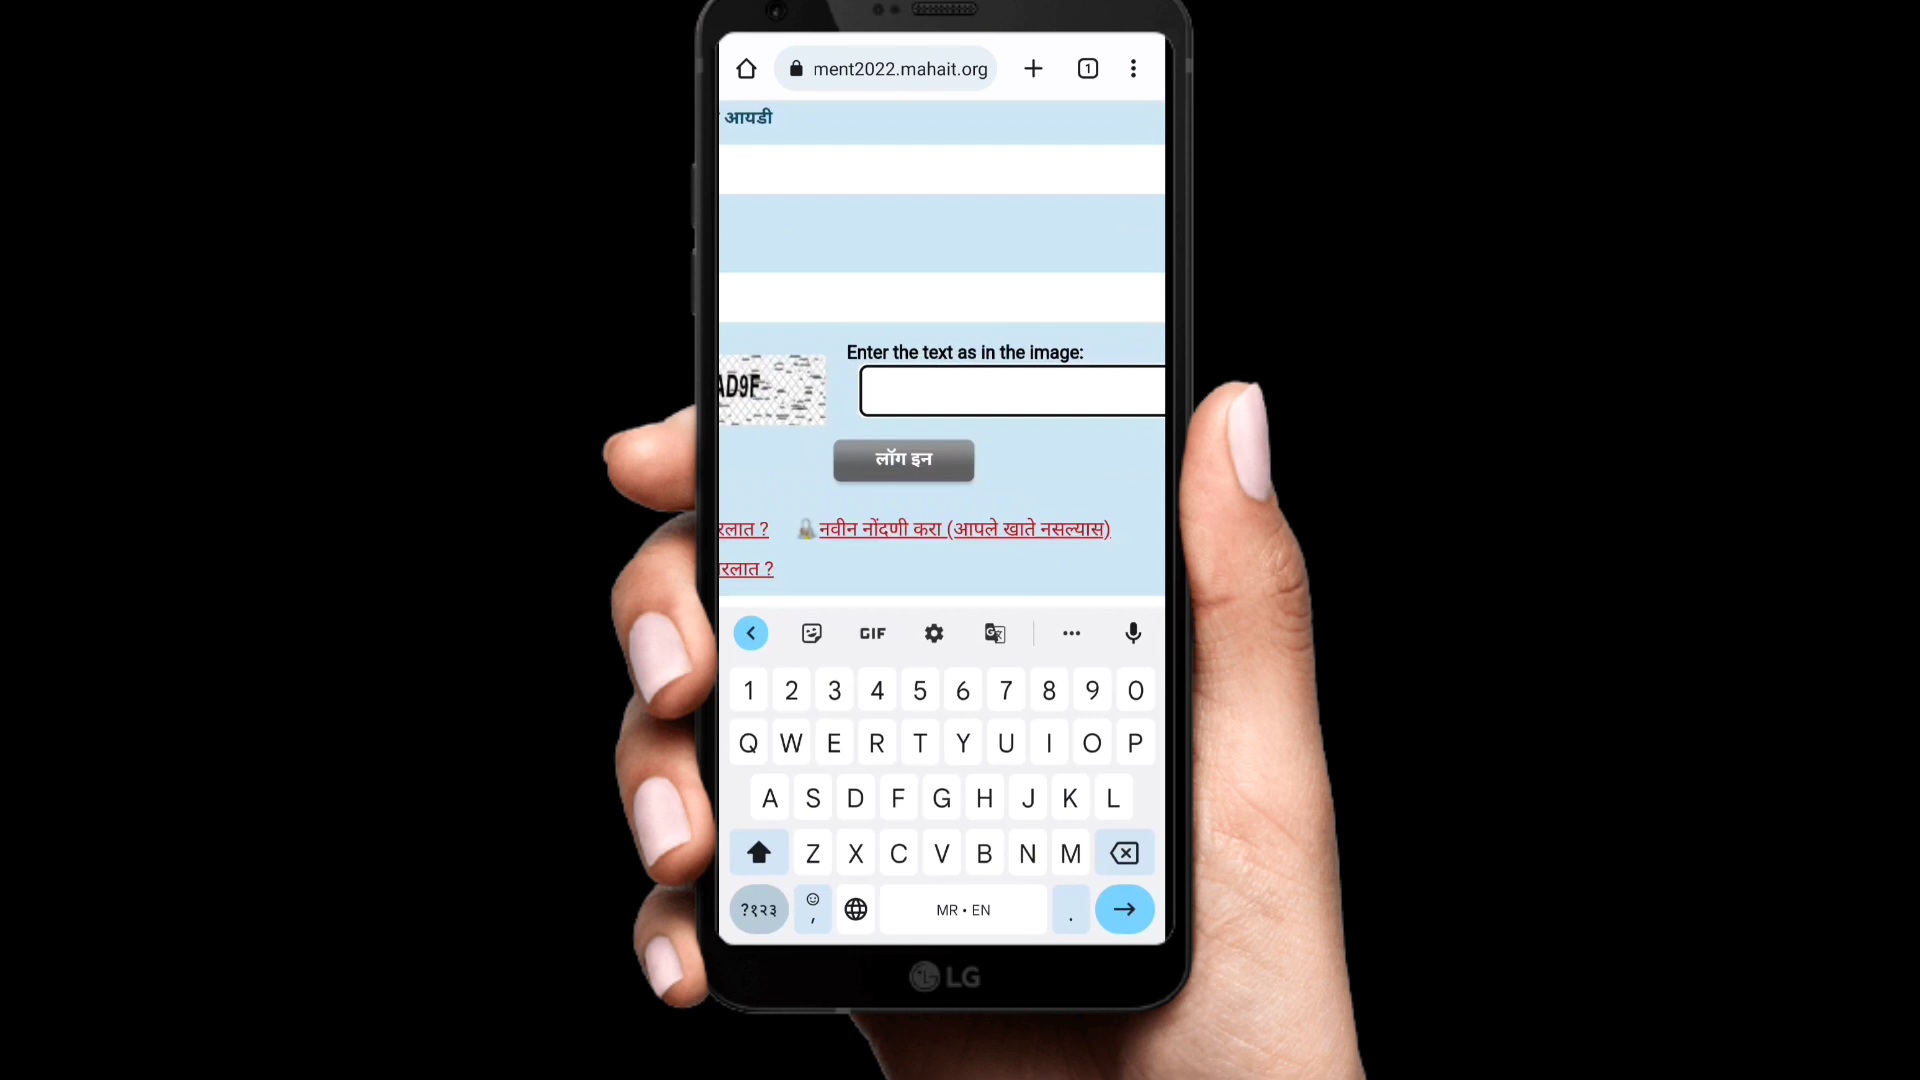 ment2022.mahait.org
1
आयडी
Enter the text as in the image:
AD9F
लॉग इन
रलात ?
नवीन नोंदणी करा (आपले खाते नसल्यास)
रलात ?
GIF
1 2 3 4 5 6 7 8 9 0
Q W E R T Y U I O P
A S D F G H J K L
Z X C V B N M
?१२३ , MR • EN .
LG